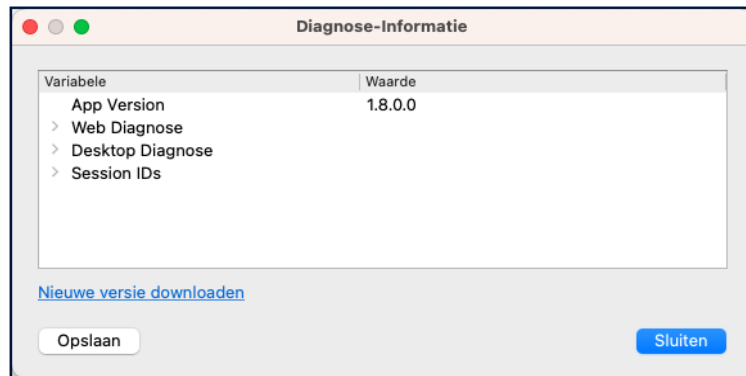 Diagnose-Informatie
Variabele Waarde
App Version 1.8.0.0
Web Diagnose
Desktop Diagnose
Session IDs
Nieuwe versie downloaden
Opslaan Sluiten